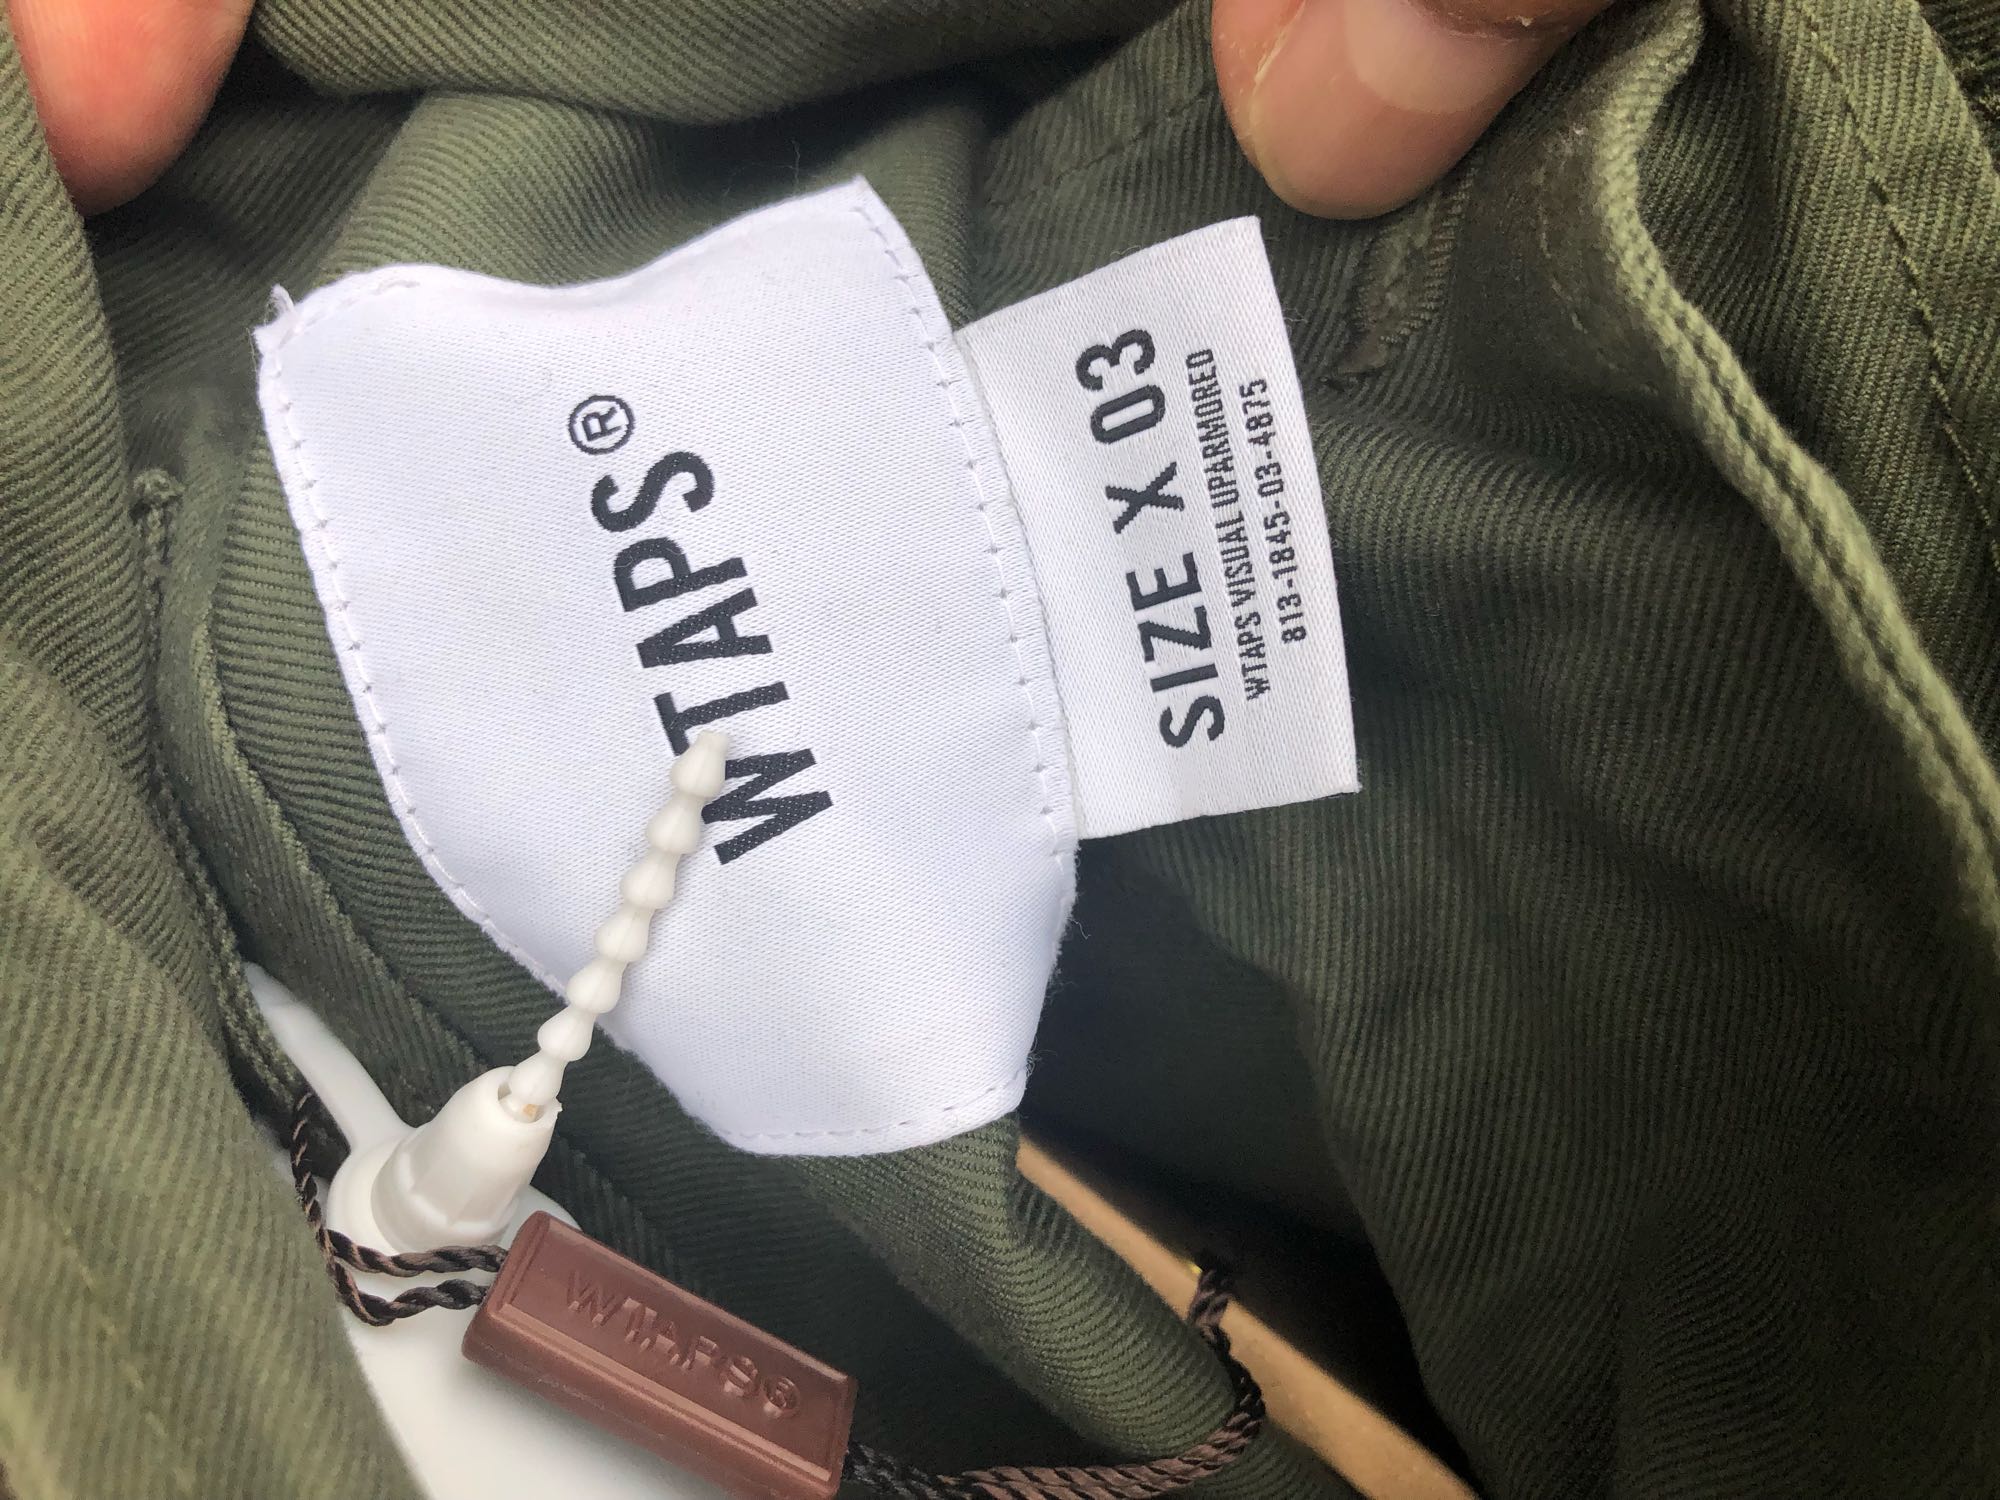 WTAPS®
SIZE X 03
WTAPS VISUAL UPARMORED
813-1845-03-4875
WTAPS®